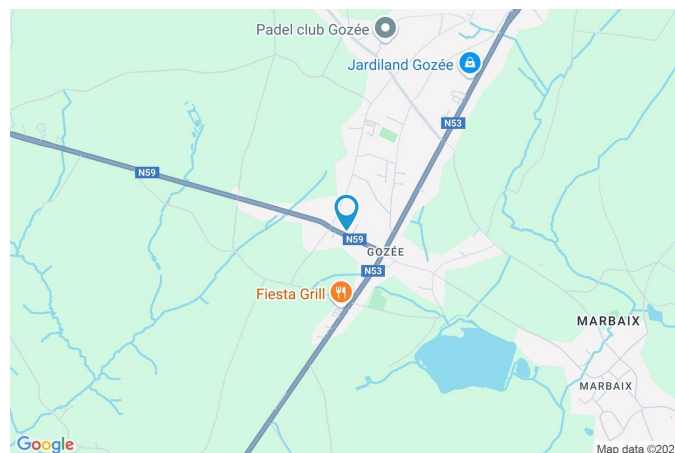 Padel club Gozée
Jardiland Gozée
N53
N59
N59
GOZÉE
N53
Fiesta Grill
MARBAIX
MARBAIX
Google
Map data ©202